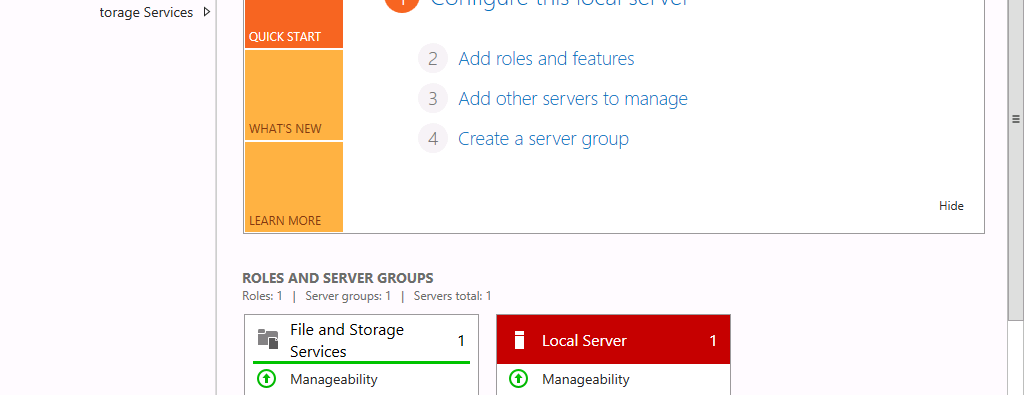 torage Services
1 Configure this local server
QUICK START
2 Add roles and features
3 Add other servers to manage
WHAT'S NEW
4 Create a server group
Hide
LEARN MORE
ROLES AND SERVER GROUPS
Roles: 1 | Server groups: 1 | Servers total: 1
File and Storage
Services
1
Local Server 1
Manageability
Manageability